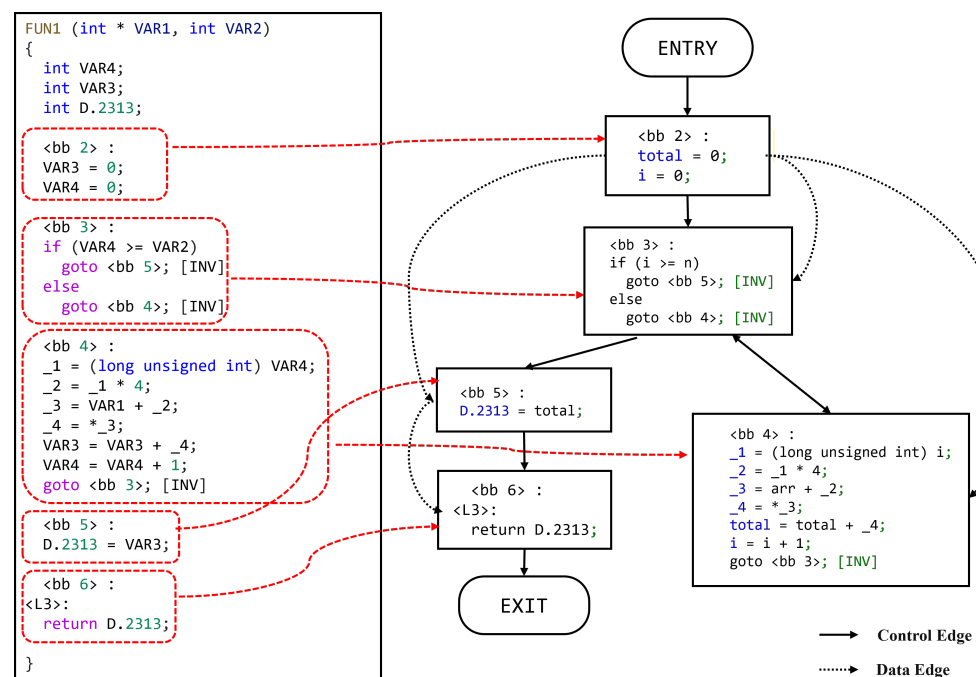 FUN1 (int * VAR1, int VAR2)
{
int VAR4;
int VAR3;
int D.2313;
<bb 2> :
VAR3 = 0;
VAR4 = 0;
<bb 3> :
if (VAR4 >= VAR2)
goto <bb 5>; [INV]
else
goto <bb 4>; [INV]
<bb 4> :
_1 = (long unsigned int) VAR4;
_2 = _1 * 4;
_3 = VAR1 + _2;
_4 = *_3;
VAR3 = VAR3 + _4;
VAR4 = VAR4 + 1;
goto <bb 3>; [INV]
<bb 5> :
D.2313 = VAR3;
<bb 6> :
<L3>:
return D.2313;
}
ENTRY
<bb 2> :
total = 0;
i = 0;
<bb 3> :
if (i >= n)
goto <bb 5>; [INV]
else
goto <bb 4>; [INV]
<bb 5> :
D.2313 = total;
<bb 4> :
_1 = (long unsigned int) i;
_2 = _1 * 4;
_3 = arr + _2;
_4 = *_3;
total = total + _4;
i = i + 1;
goto <bb 3>; [INV]
<bb 6> :
<L3>:
return D.2313;
EXIT
Control Edge
Data Edge